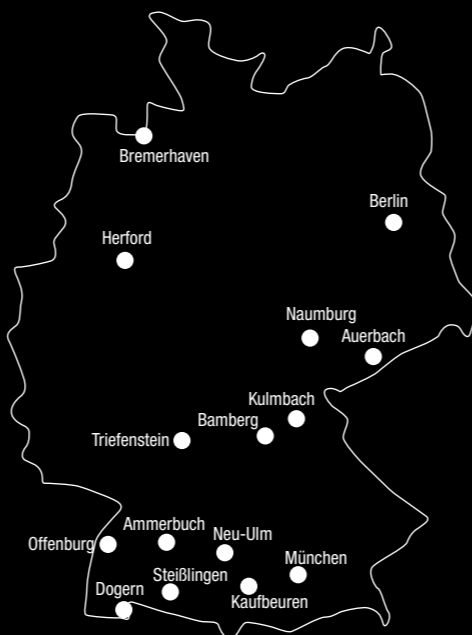 Bremerhaven
Berlin
Herford
Naumburg
Auerbach
Kulmbach
Bamberg
Triefenstein
Ammerbuch
Neu-Ulm
Offenburg
München
Steißlingen
Dogern
Kaufbeuren